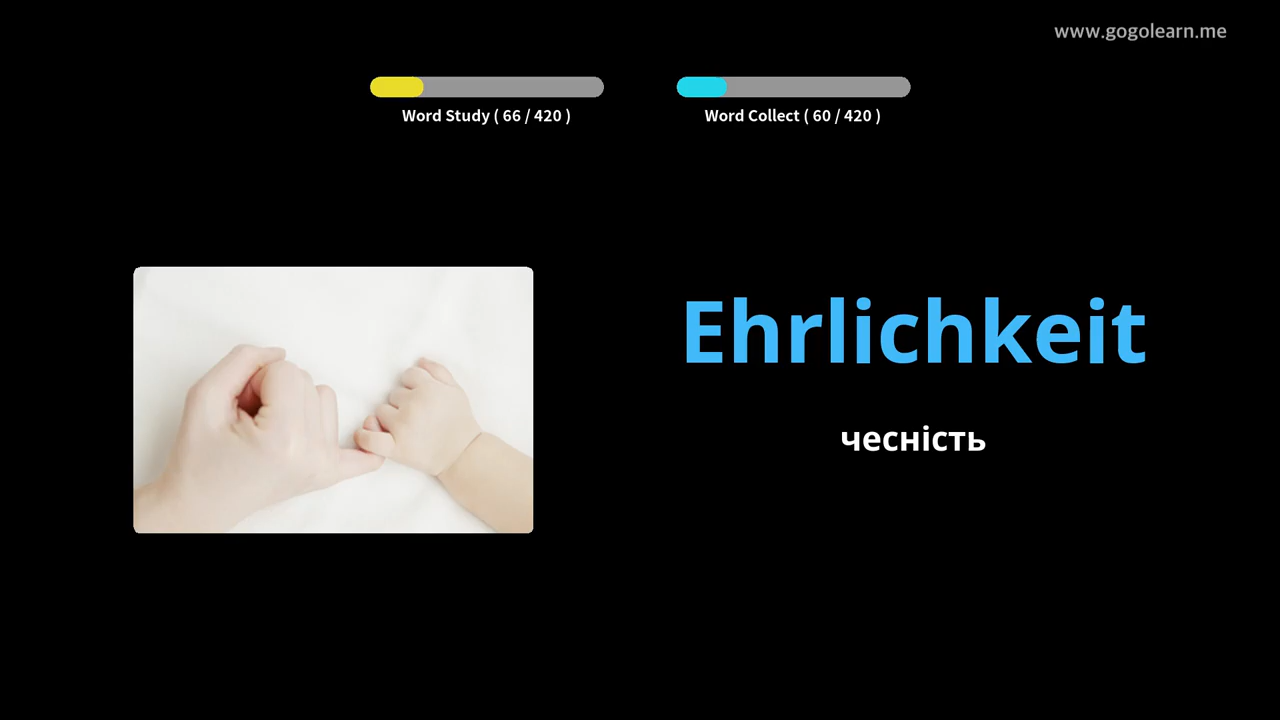 www.gogolearn.me
Word Study ( 66 / 420 )
Word Collect ( 60 / 420 )
Ehrlichkeit
чесність